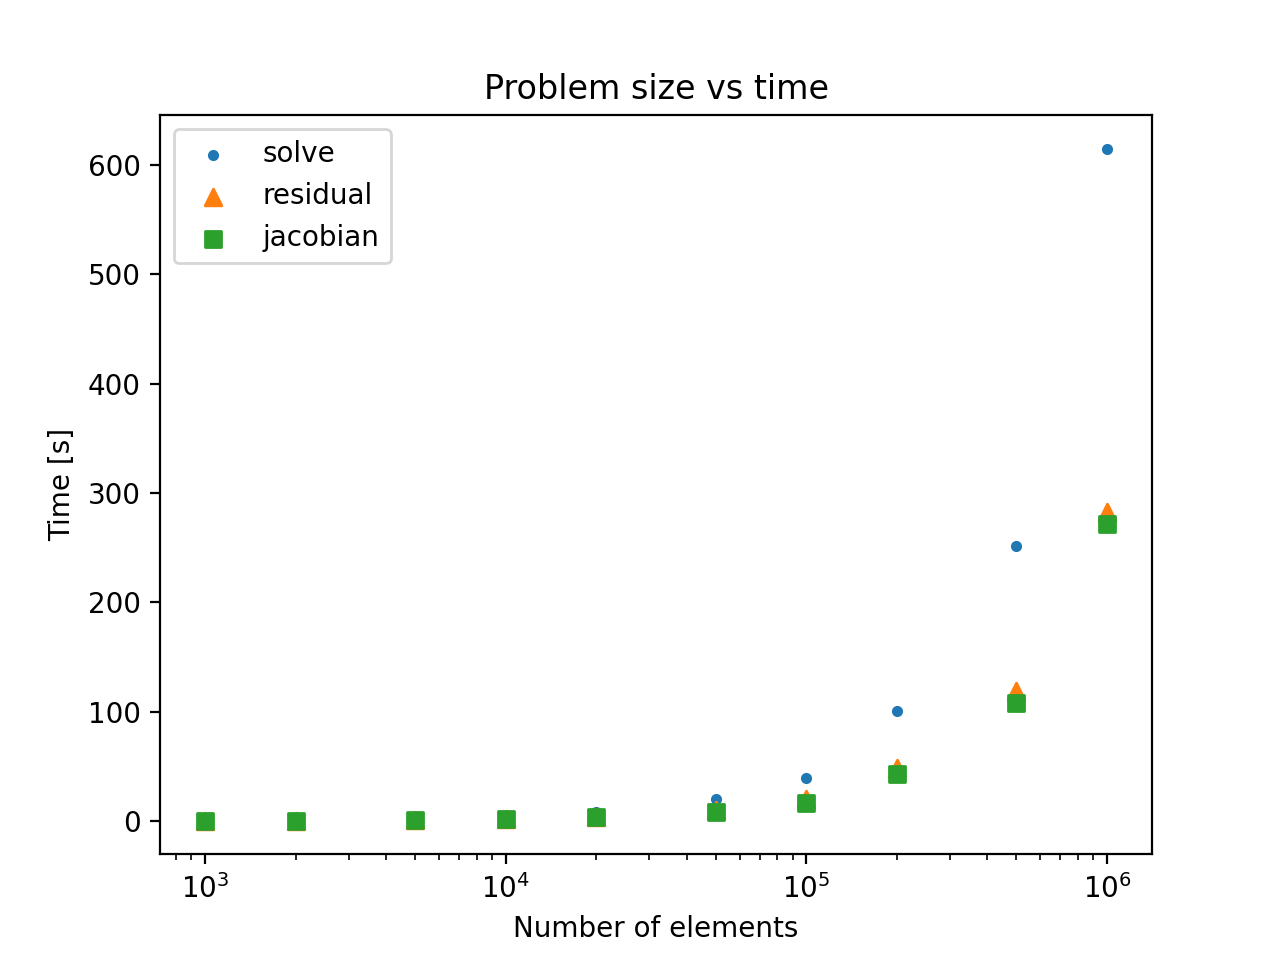 Problem size vs time
solve
residual
jacobian
600
500
400
300
200
100
0
Time [s]
10³ 10⁴ 10⁵ 10⁶
Number of elements